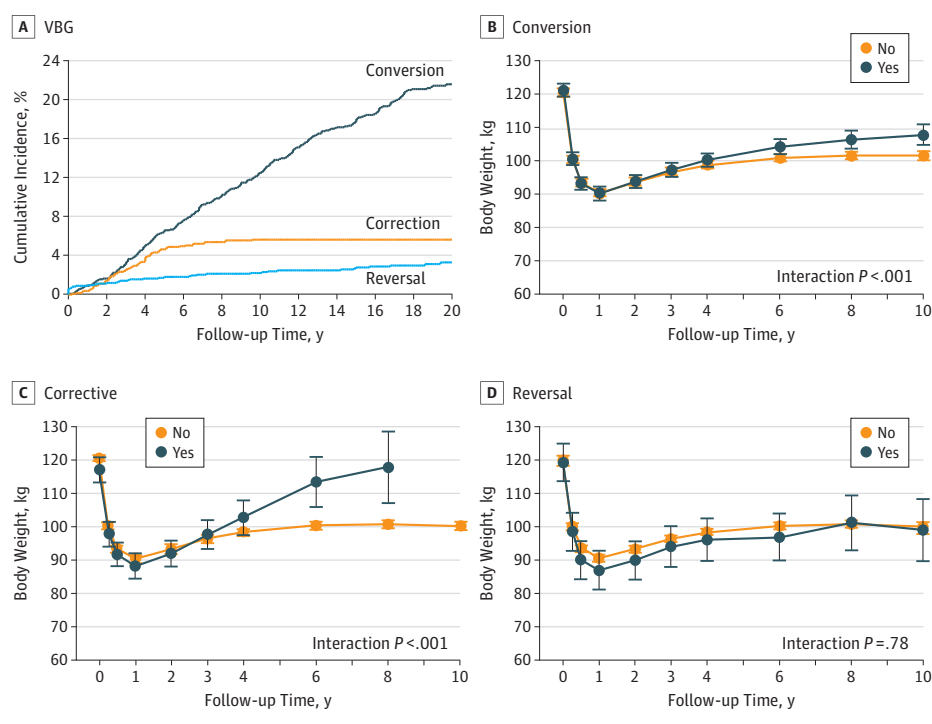 A VBG
24
20
16
12
8
4
0
Cumulative Incidence, %
Conversion
Correction
Reversal
0 2 4 6 8 10 12 14 16 18 20
Follow-up Time, y
B Conversion
No
Yes
130
120
110
100
90
80
70
60
Body Weight, kg
Interaction P <.001
0 1 2 3 4 6 8 10
Follow-up Time, y
C Corrective
No
Yes
130
120
110
100
90
80
70
60
Body Weight, kg
Interaction P <.001
0 1 2 3 4 6 8 10
Follow-up Time, y
D Reversal
No
Yes
130
120
110
100
90
80
70
60
Body Weight, kg
Interaction P =.78
0 1 2 3 4 6 8 10
Follow-up Time, y